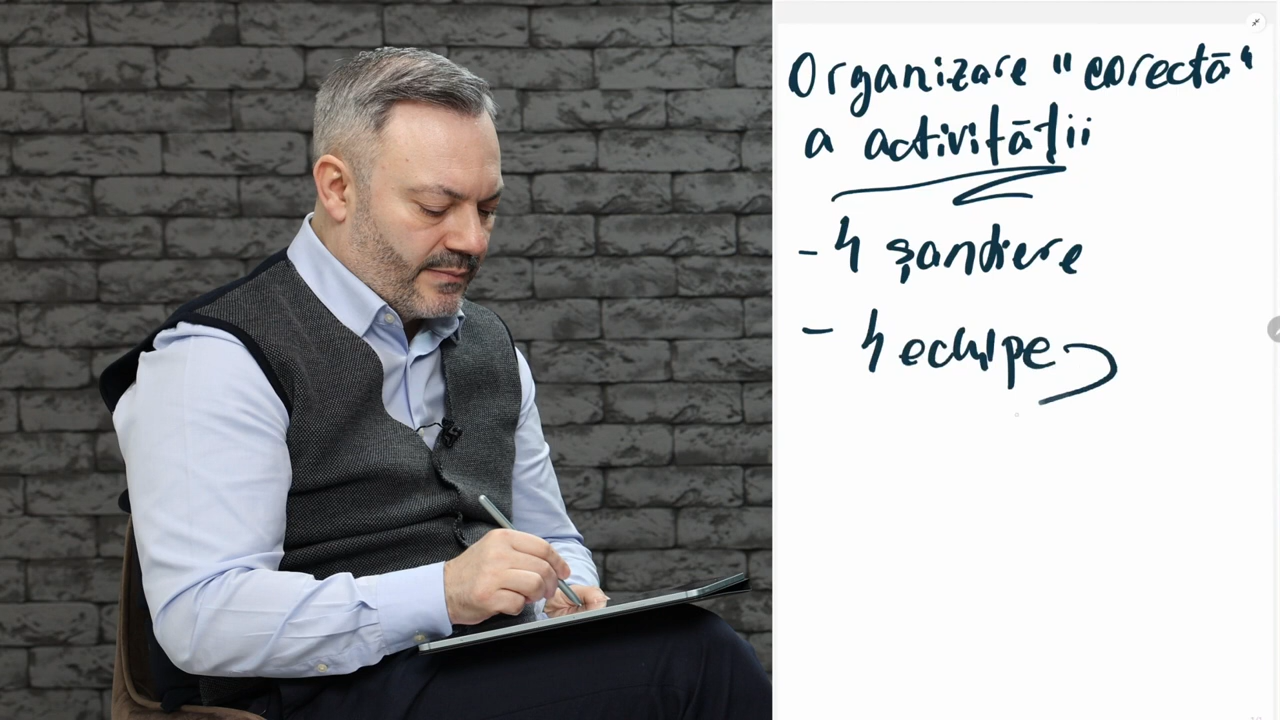 Organizare "corectă"
a activității
- 4 șantiere
- 4 echipe